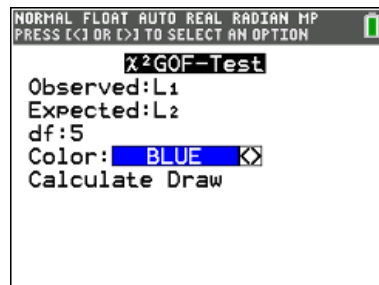 NORMAL FLOAT AUTO REAL RADIAN MP
PRESS [<] OR [>] TO SELECT AN OPTION
χ²GOF-Test
Observed:L₁
Expected:L₂
df:5
Color: BLUE <>
Calculate Draw